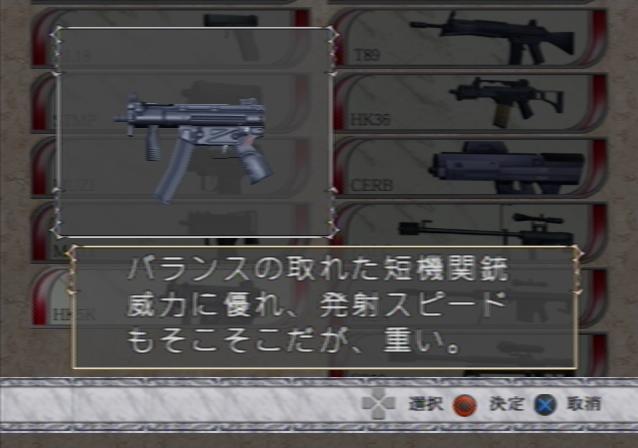 T89
HK36
CERB
HK5K
バランスの取れた短機関銃
威力に優れ、発射スピード
もそこそこだが、重い。
選択 決定 取消